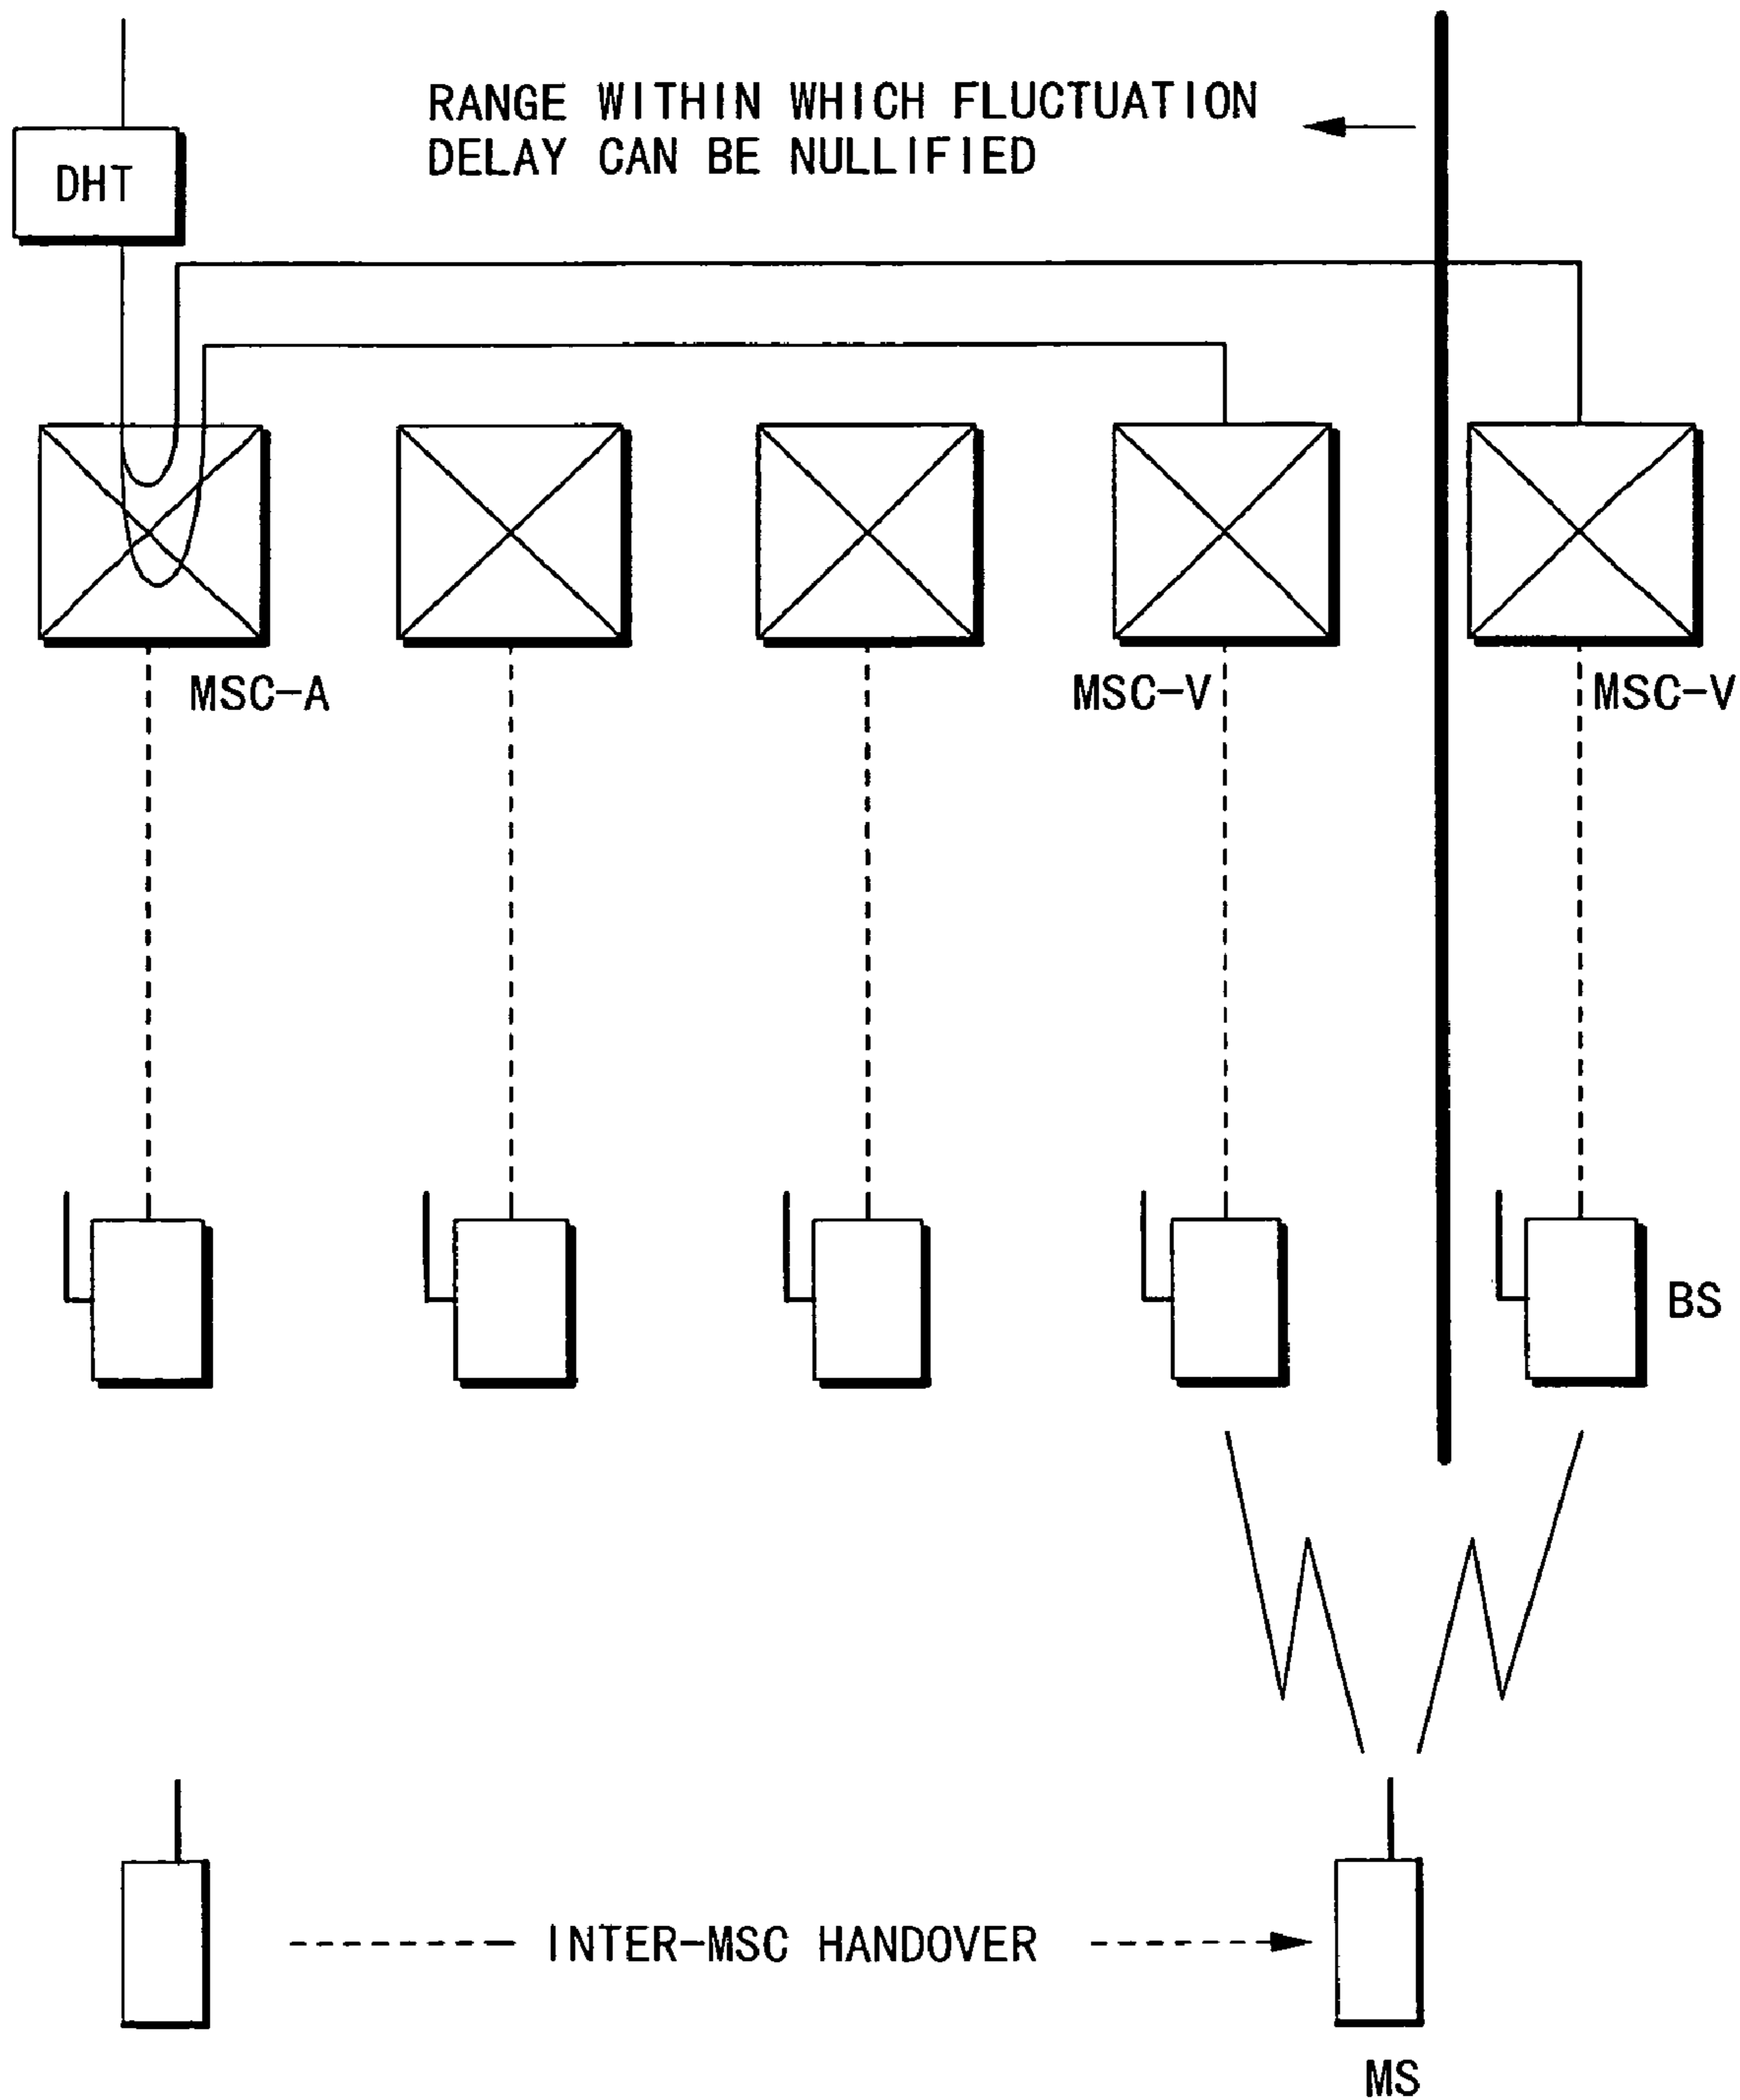 RANGE WITHIN WHICH FLUCTUATION
DELAY CAN BE NULLIFIED
DHT
MSC-A
MSC-V
MSC-V
BS
INTER-MSC HANDOVER
MS